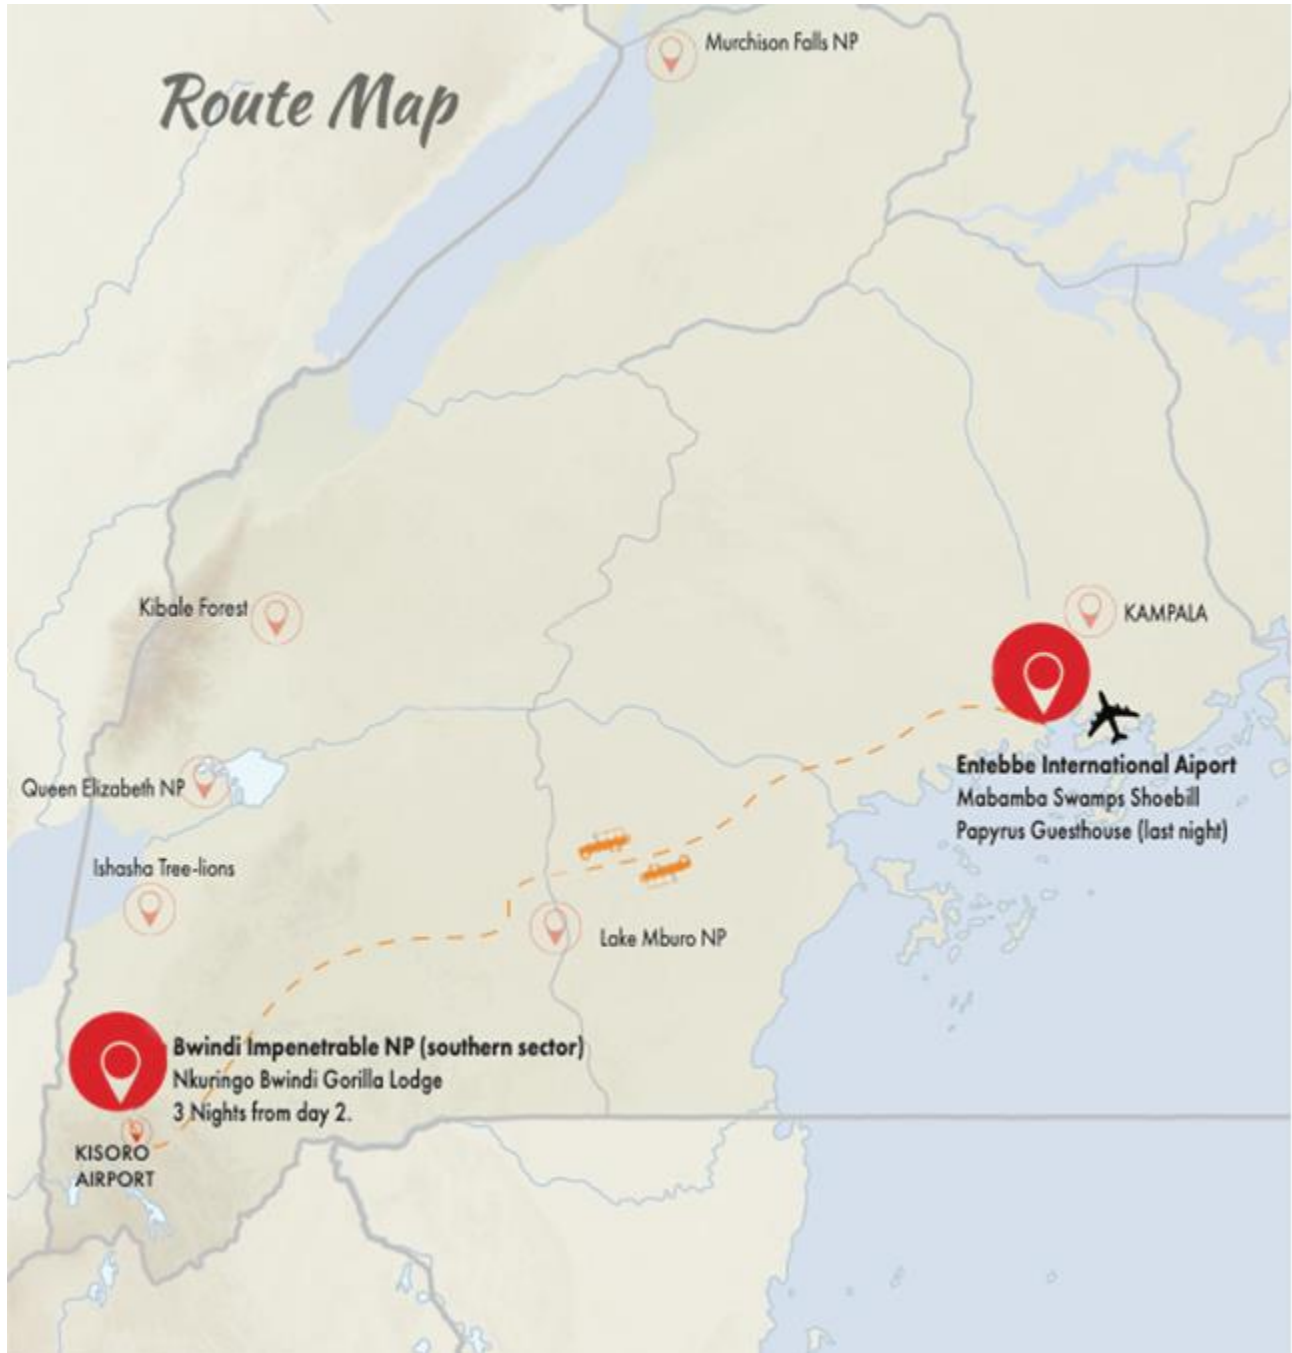 Murchison Falls NP
Route Map
Kibale Forest
KAMPALA
Queen Elizabeth NP
Entebbe International Aiport
Mabamba Swamps Shoebill
Papyrus Guesthouse (last night)
Ishasha Tree-lions
Lake Mburo NP
Bwindi Impenetrable NP (southern sector)
Nkuringo Bwindi Gorilla Lodge
3 Nights from day 2.
KISORO
AIRPORT